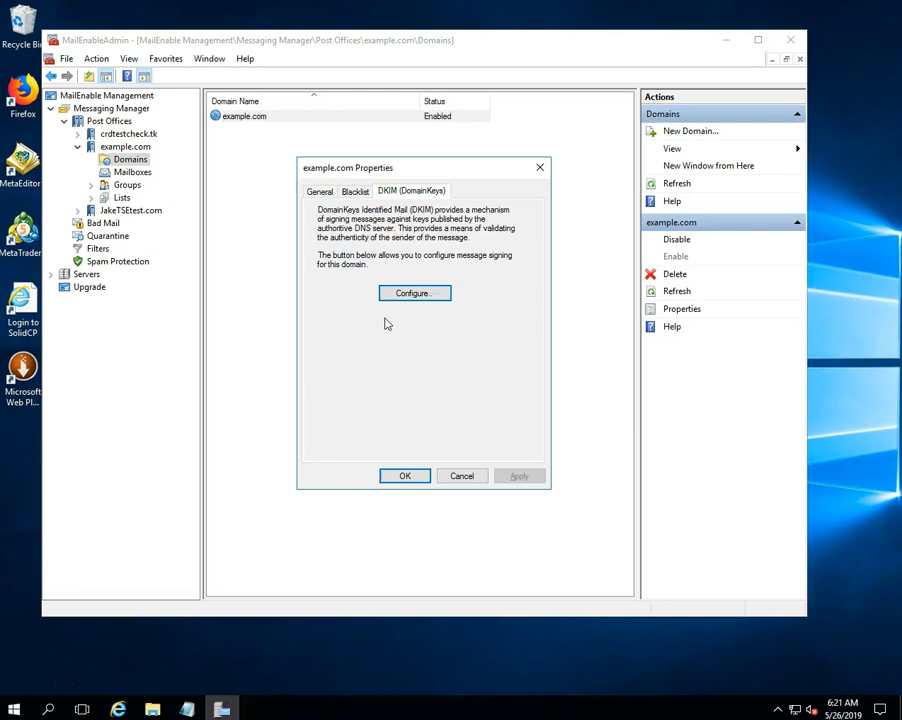 Recycle Bin
Firefox
MetaEditor
MetaTrader
Login to
SolidCP
Microsoft
Web Pl...
MailEnableAdmin - [MailEnable Management\Messaging Manager\Post Offices\example.com\Domains]
File Action View Favorites Window Help
MailEnable Management
Messaging Manager
Post Offices
crdtestcheck.tk
example.com
Domains
Mailboxes
Groups
Lists
JakeTSEtest.com
Bad Mail
Quarantine
Filters
Spam Protection
Servers
Upgrade
Domain Name Status
example.com Enabled
example.com Properties
General Blacklist DKIM (DomainKeys)
DomainKeys Identified Mail (DKIM) provides a mechanism
of signing messages against keys published by the
authoritive DNS server. This provides a means of validating
the authenticity of the sender of the message.
The button below allows you to configure message signing
for this domain.
Configure..
OK Cancel Apply
Actions
Domains
New Domain...
View
New Window from Here
Refresh
Help
example.com
Disable
Enable
Delete
Refresh
Properties
Help
6:21 AM
5/26/2019